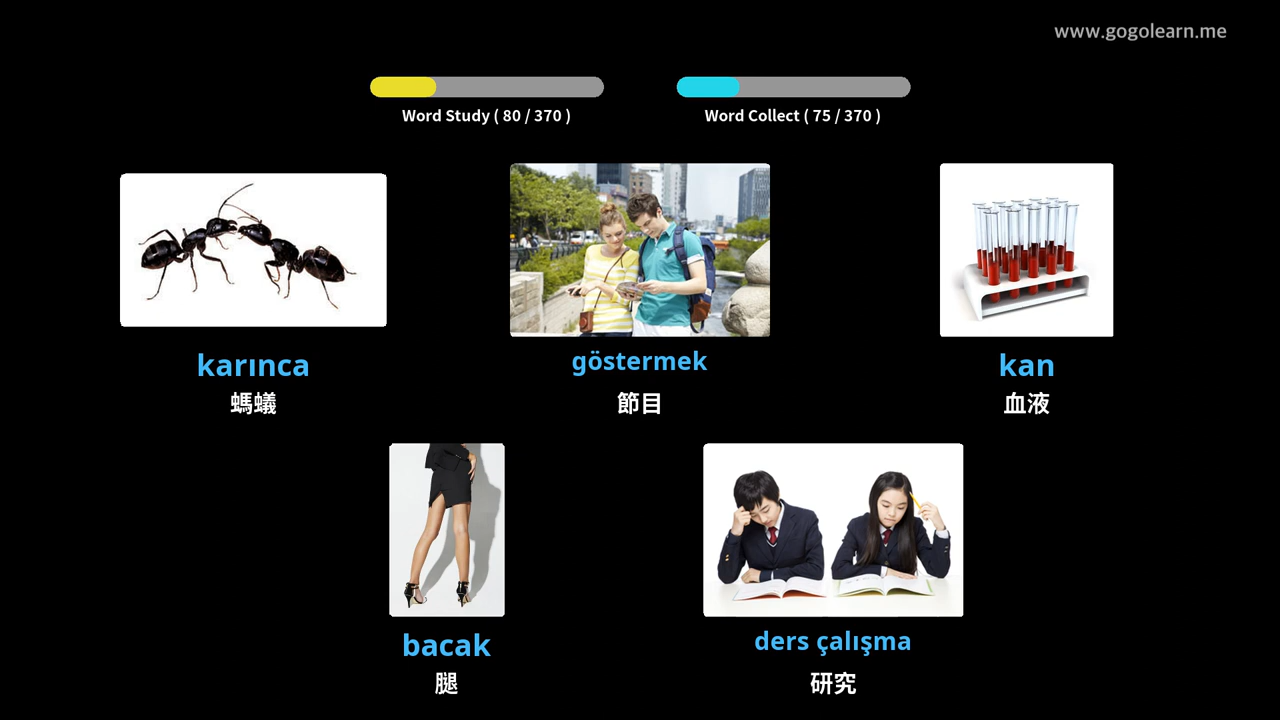 www.gogolearn.me
Word Study ( 80 / 370 )
Word Collect ( 75 / 370 )
karınca
螞蟻
göstermek
節目
kan
血液
bacak
腿
ders çalışma
研究